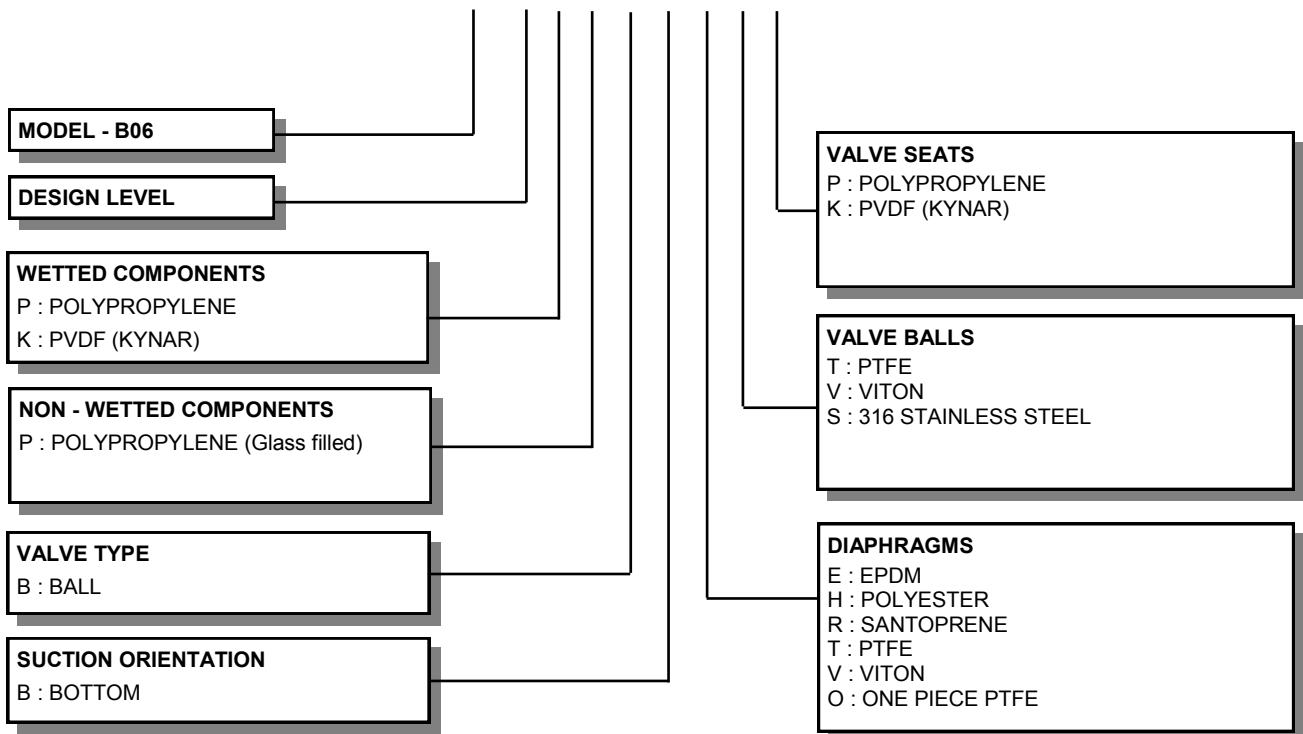 MODEL - B06
DESIGN LEVEL
WETTED COMPONENTS
P : POLYPROPYLENE
K : PVDF (KYNAR)
NON - WETTED COMPONENTS
P : POLYPROPYLENE (Glass filled)
VALVE TYPE
B : BALL
SUCTION ORIENTATION
B : BOTTOM
VALVE SEATS
P : POLYPROPYLENE
K : PVDF (KYNAR)
VALVE BALLS
T : PTFE
V : VITON
S : 316 STAINLESS STEEL
DIAPHRAGMS
E : EPDM
H : POLYESTER
R : SANTOPRENE
T : PTFE
V : VITON
O : ONE PIECE PTFE